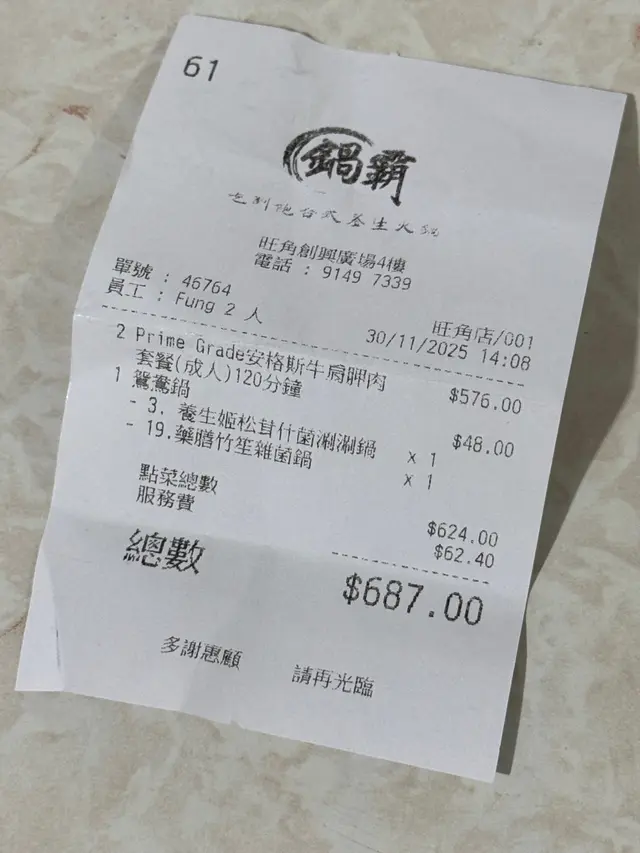 61
鍋霸
旺角創興廣場4樓
電話 : 9149 7339
單號 : 46764
員工 : Fung 2 人
旺角店/001
30/11/2025 14:08
2 Prime Grade安格斯牛肩胛肉 $576.00
套餐(成人)120分鐘
1 鴛鴦鍋 $48.00
- 3. 養生姬松茸什菌涮涮鍋 x 1
- 19.藥膳竹笙雜菌鍋 x 1
點菜總數 $624.00
服務費 $62.40
總數 $687.00
多謝惠顧 請再光臨